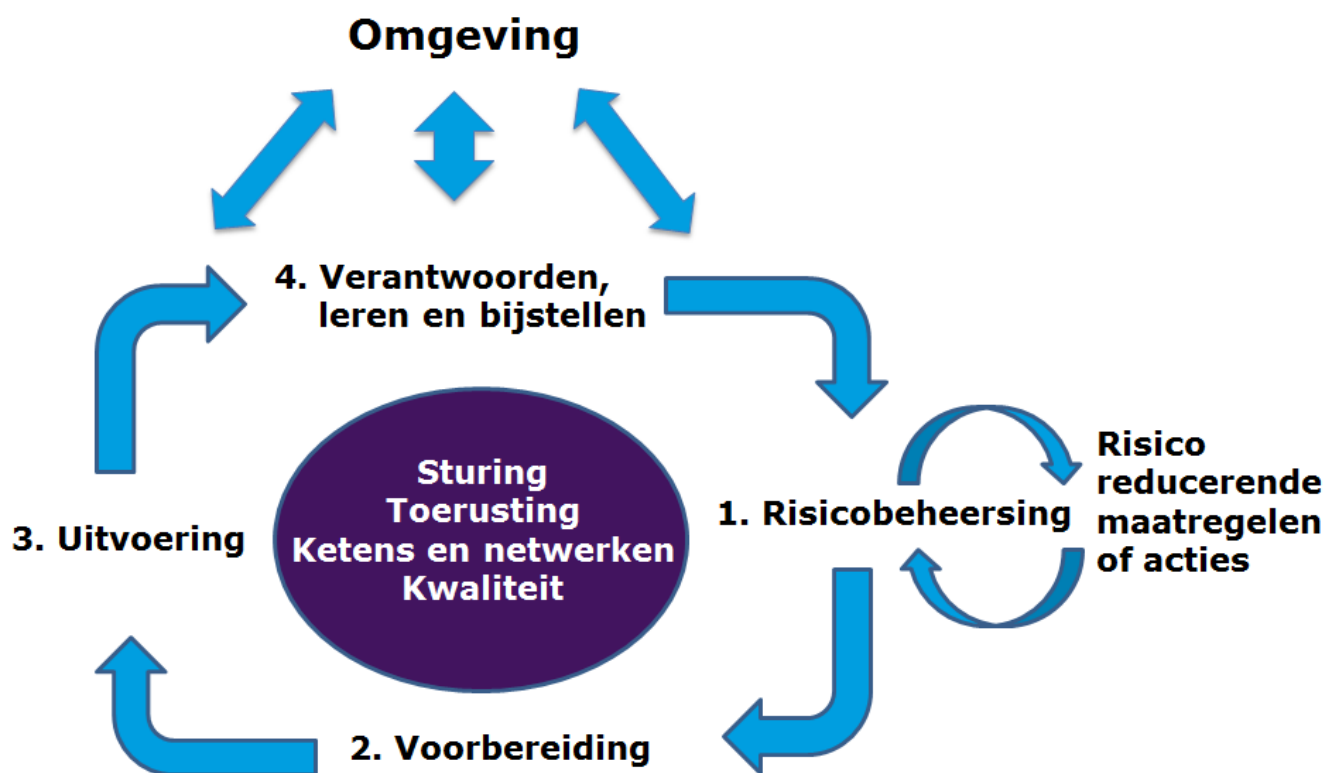 Omgeving
4. Verantwoorden,
leren en bijstellen
Sturing
Toerusting
Ketens en netwerken
Kwaliteit
1. Risicobeheersing
Risico
reducerende
maatregelen
of acties
3. Uitvoering
2. Voorbereiding